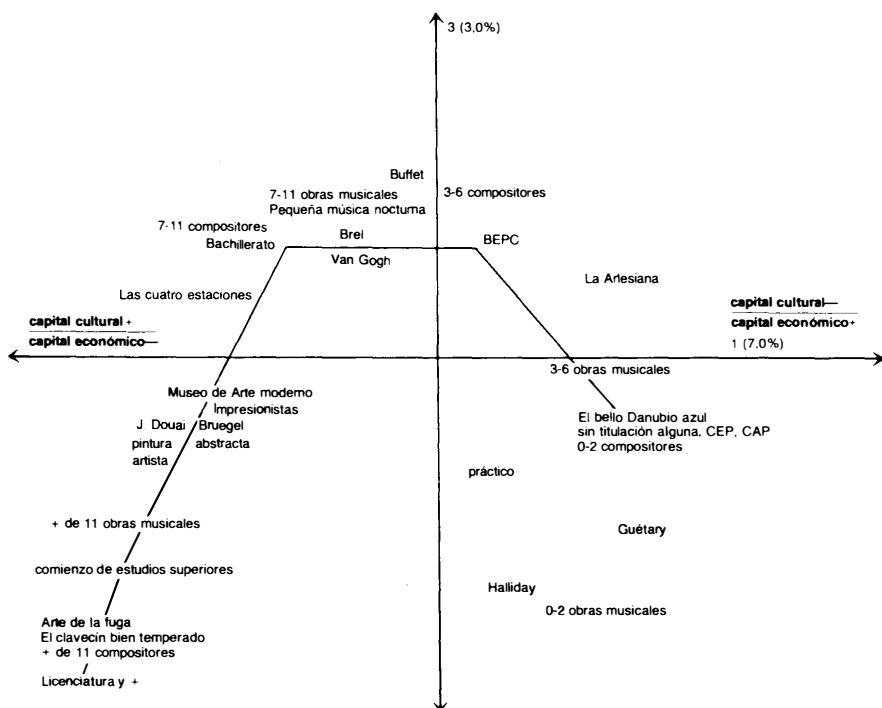 3 (3,0%)
Buffet
7-11 obras musicales
Pequeña música nocturna
3-6 compositores
7-11 compositores
Bachillerato
Brel
BEPC
Van Gogh
La Arlesiana
Las cuatro estaciones
capital cultural +
capital económico—
capital cultural—
capital económico+
1 (7,0%)
3-6 obras musicales
Museo de Arte moderno
Impresionistas
J. Douai Bruegel
pintura abstracta
artista
El bello Danubio azul
sin titulación alguna, CEP, CAP
0-2 compositores
práctico
+ de 11 obras musicales
Guétary
comienzo de estudios superiores
Halliday
0-2 obras musicales
Arte de la fuga
El clavecín bien temperado
+ de 11 compositores
Licenciatura y +